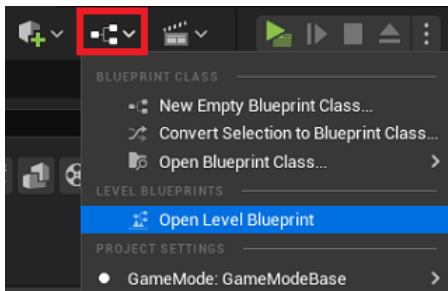 BLUEPRINT CLASS
New Empty Blueprint Class...
Convert Selection to Blueprint Class...
Open Blueprint Class...
LEVEL BLUEPRINTS
Open Level Blueprint
PROJECT SETTINGS
GameMode: GameModeBase